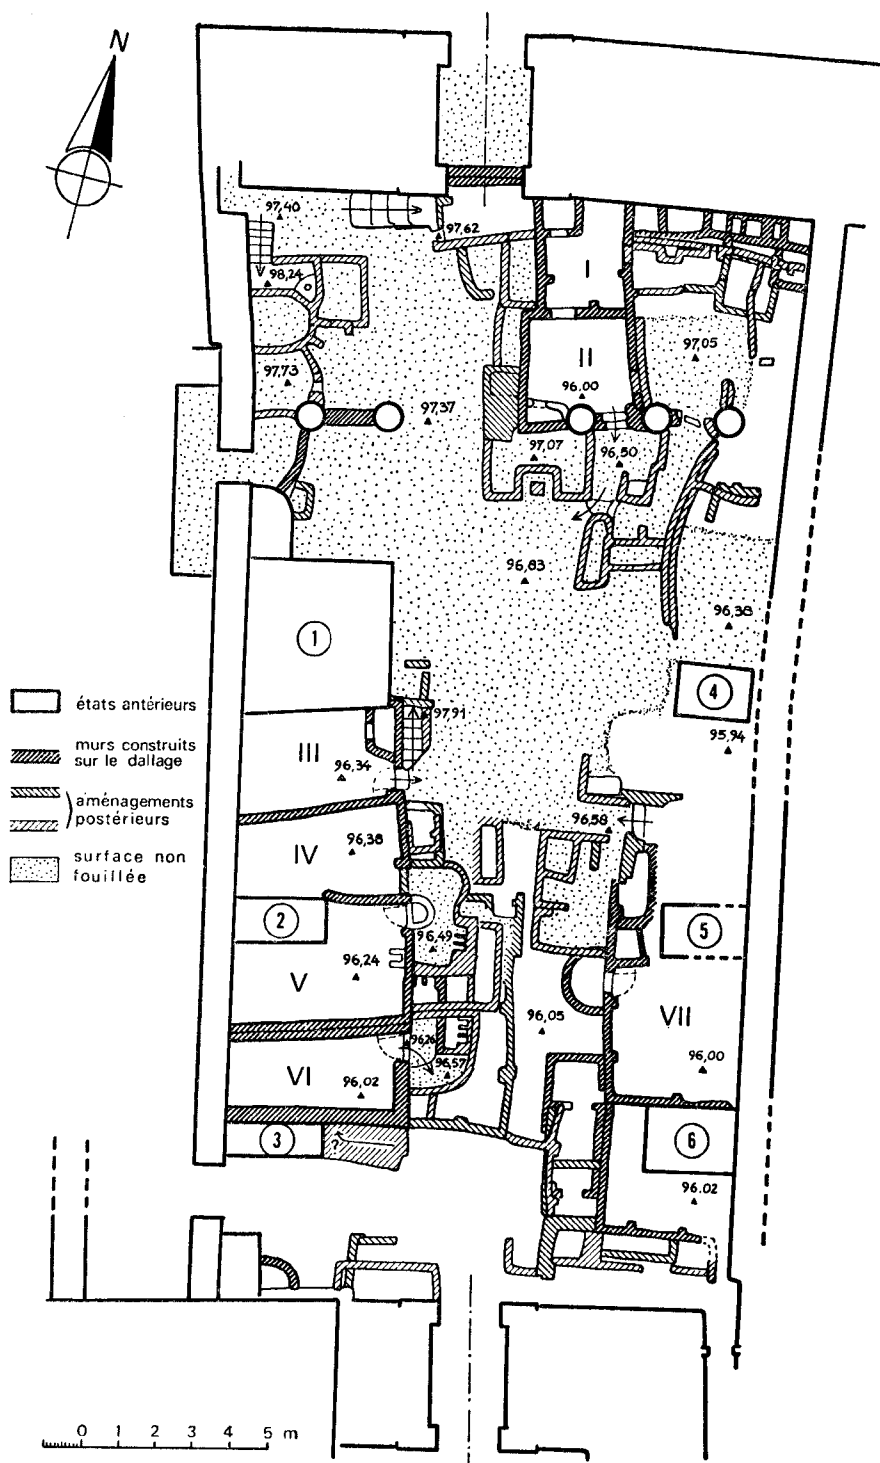 N
97,40
97,62
98,24
I
97,05
II
97,73
96.00
97,37
97,07
96,50
96,83
1
96,38
4
97,91
95,94
états antérieurs
murs construits
sur le dallage
aménagements
postérieurs
surface non
fouillée
III
96,34
96,58
IV
96,38
2
5
96,49
V
96,24
96,05
VII
96,26
96,57
96,00
VI
96,02
3
?
6
96.02
0 1 2 3 4 5 m